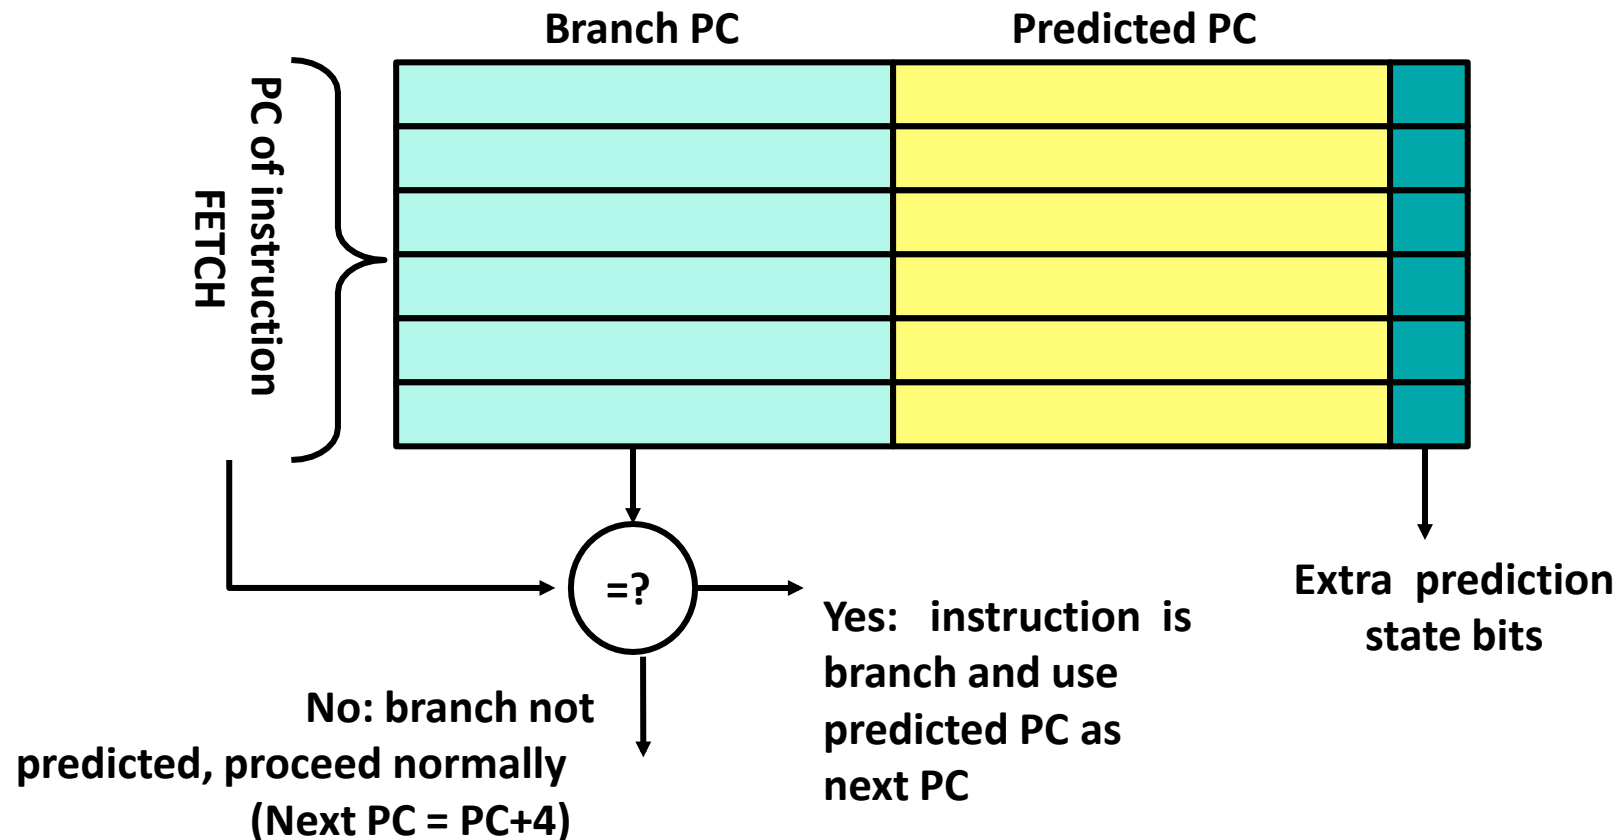 Branch PC
Predicted PC
PC of instruction
FETCH
=?
Extra prediction
state bits
Yes: instruction is
branch and use
predicted PC as
next PC
No: branch not
predicted, proceed normally
(Next PC = PC+4)